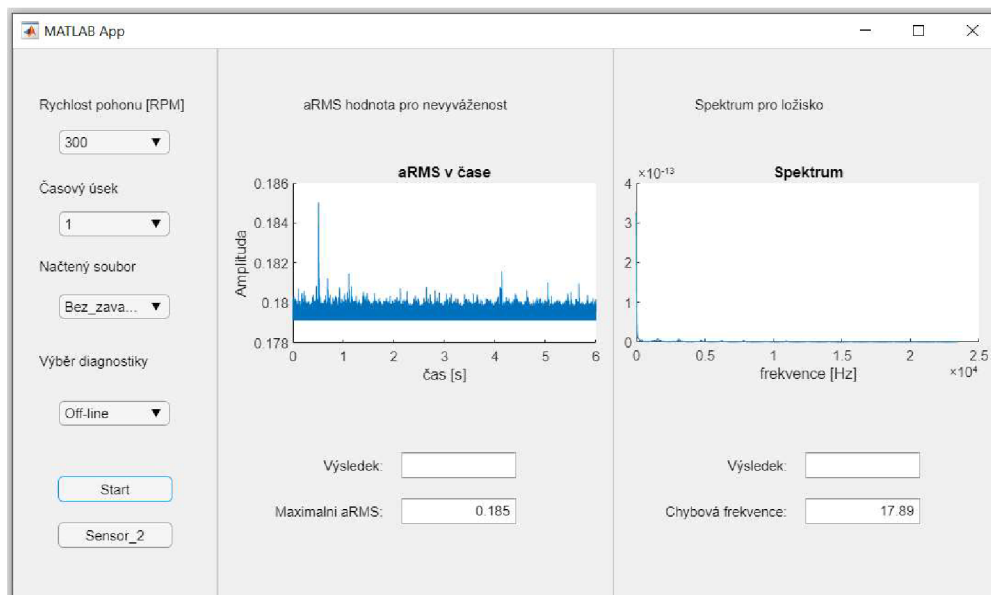 MATLAB App
Rychlost pohonu [RPM]
300
Časový úsek
1
Načtený soubor
Bez_zava...
Výběr diagnostiky
Off-line
Start
Sensor_2
aRMS hodnota pro nevyváženost
aRMS v čase
0.186
0.184
0.182
0.18
0.178
Amplituda
0 1 2 3 4 5 6
čas [s]
Výsledek:
Maximalni aRMS: 0.185
Spektrum pro ložisko
×10⁻¹³ Spektrum
4
3
2
1
0
0 0.5 1 1.5 2 2.5
frekvence [Hz] ×10⁴
Výsledek:
Chybová frekvence: 17.89